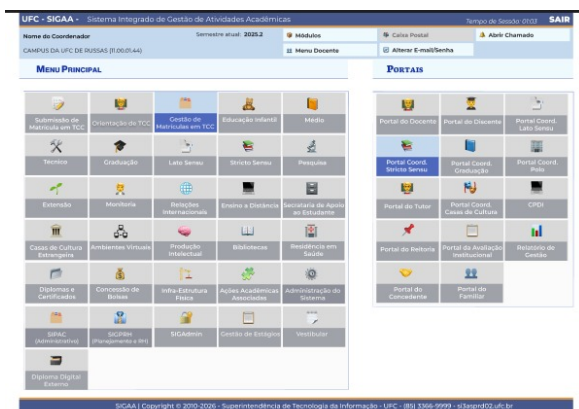 UFC - SIGAA - Sistema Integrado de Gestão de Atividades Acadêmicas
Tempo de Sessão: 01:03 SAIR
Nome do Coordenador
Semestre atual: 2025.2
Módulos
Caixa Postal
Abrir Chamado
CAMPUS DA UFC DE RUSSAS (11.00.01.44)
Menu Docente
Alterar E-mail/Senha
Menu Principal
Portais
Submissão de Matrícula em TCC
Orientação de TCC
Gestão de Matrículas em TCC
Educação Infantil
Médio
Técnico
Graduação
Lato Sensu
Stricto Sensu
Pesquisa
Extensão
Monitoria
Relações Internacionais
Ensino a Distância
Secretaria de Apoio ao Estudante
Casas de Cultura Estrangeira
Ambientes Virtuais
Produção Intelectual
Bibliotecas
Residência em Saúde
Diplomas e Certificados
Concessão de Bolsas
Infra-Estrutura Física
Ações Acadêmicas Associadas
Administração do Sistema
SIPAC (Administrativo)
SIGPRH (Planejamento e RH)
SIGAdmin
Gestão de Estágios
Vestibular
Diploma Digital Externo
Portal do Docente
Portal do Discente
Portal Coord. Lato Sensu
Portal Coord. Stricto Sensu
Portal Coord. Graduação
Portal Coord. Polo
Portal do Tutor
Portal Coord. Casas de Cultura
CPDI
Portal do Reitoria
Portal da Avaliação Institucional
Relatório de Gestão
Portal do Concedente
Portal do Familiar
SIGAA | Copyright © 2010-2026 - Superintendência de Tecnologia da Informação - UFC - (85) 3366-9999 - si3asprd02.ufc.br